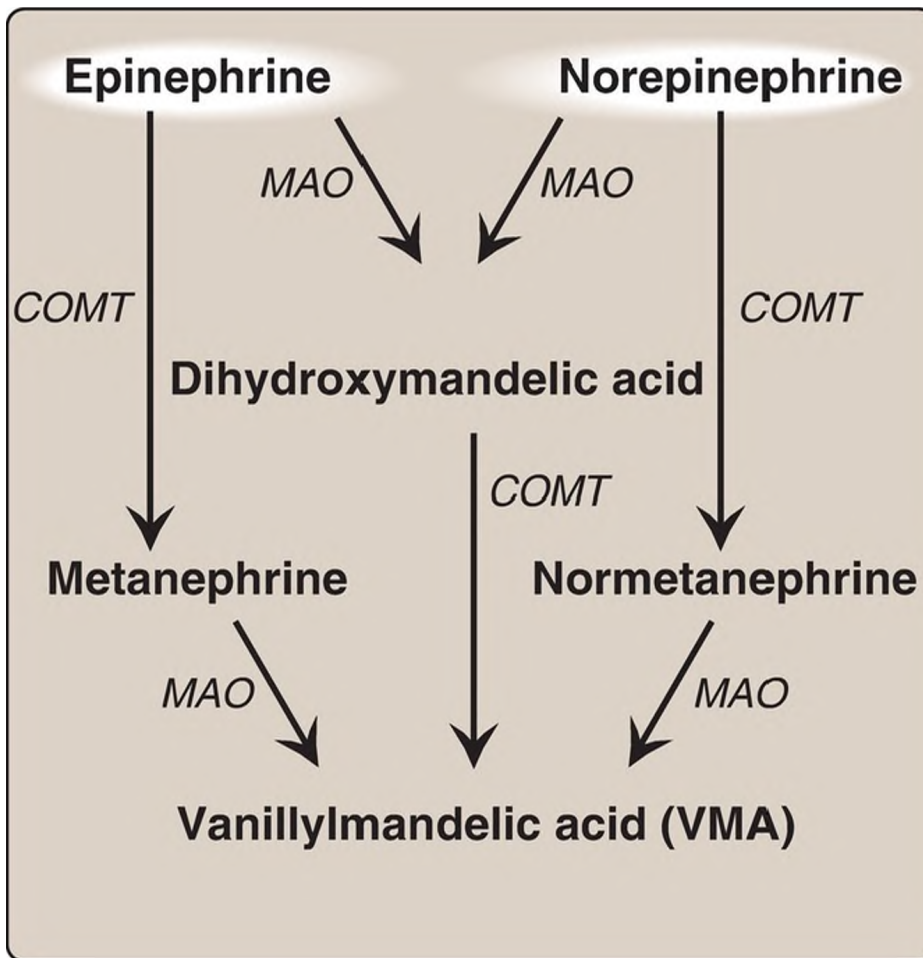 Epinephrine
Norepinephrine
MAO
MAO
COMT
COMT
Dihydroxymandelic acid
COMT
Metanephrine
Normetanephrine
MAO
MAO
Vanillylmandelic acid (VMA)